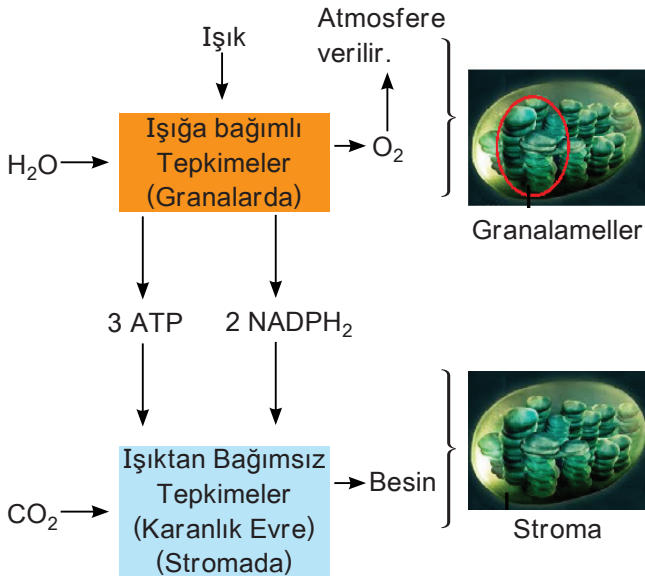 Işık
Atmosfere
verilir.
H₂O
Işığa bağımlı
Tepkimeler
(Granalarda)
O₂
Granalameller
3 ATP
2 NADPH₂
CO₂
Işıktan Bağımsız
Tepkimeler
(Karanlık Evre)
(Stromada)
Besin
Stroma